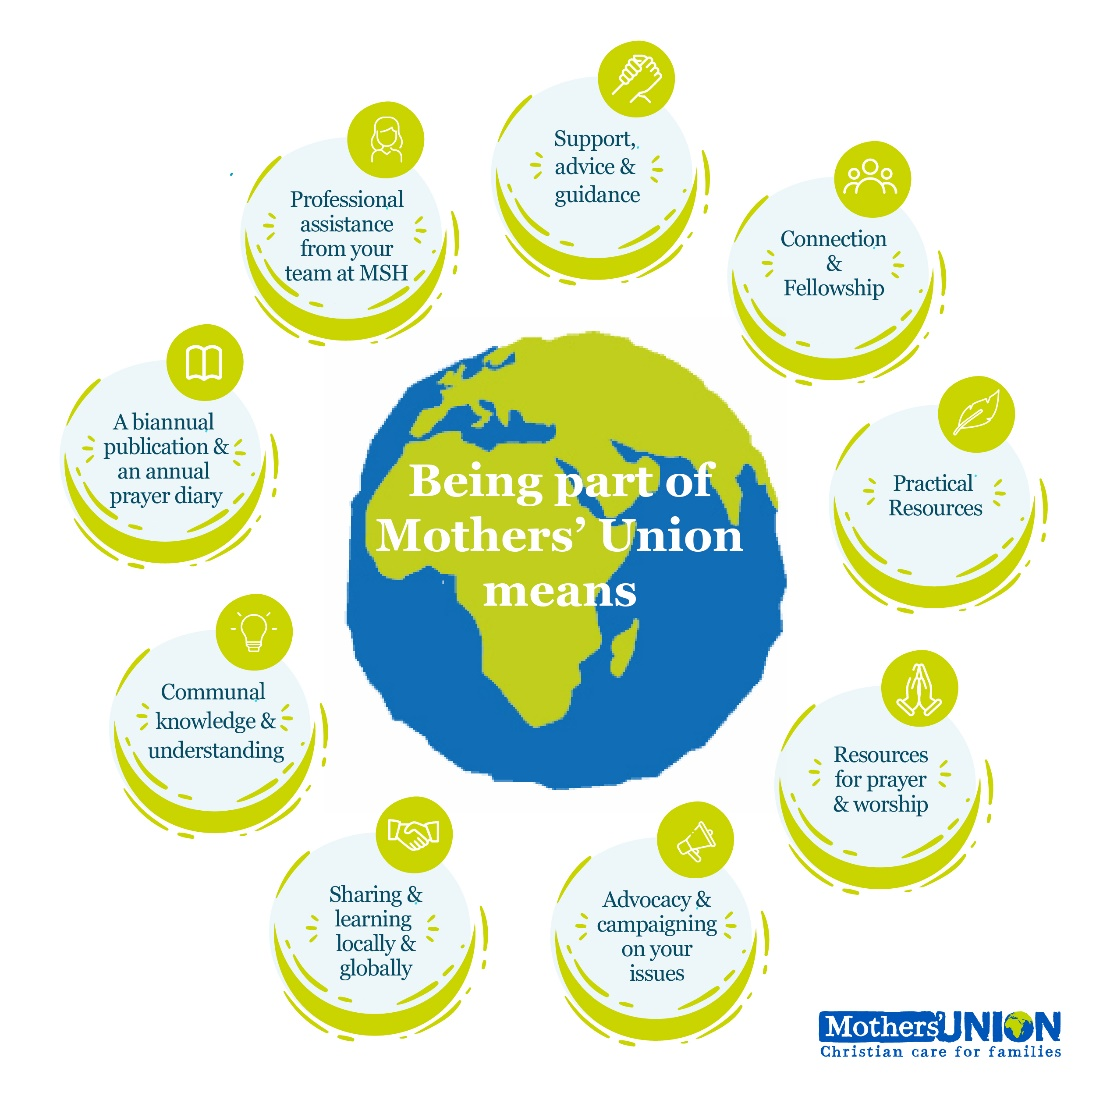 Support,
advice &
guidance
Connection
&
Fellowship
Practical
Resources
Resources
for prayer
& worship
Advocacy &
campaigning
on your
issues
Sharing &
learning
locally &
globally
Communal
knowledge &
understanding
A biannual
publication &
an annual
prayer diary
Professional
assistance
from your
team at MSH
Being part of
Mothers’ Union
means
Mothers' UNION
Christian care for families